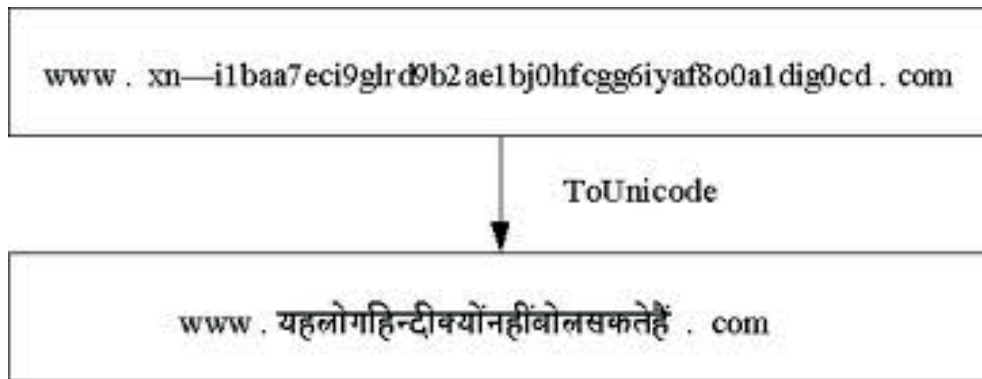 www . xn—i1baa7eci9glrd9b2ae1bj0hfcgg6iyaf8o0a1dig0cd . com
ToUnicode
www . यहलोगहिन्दीक्योंनहींबोलसकतेहैं . com